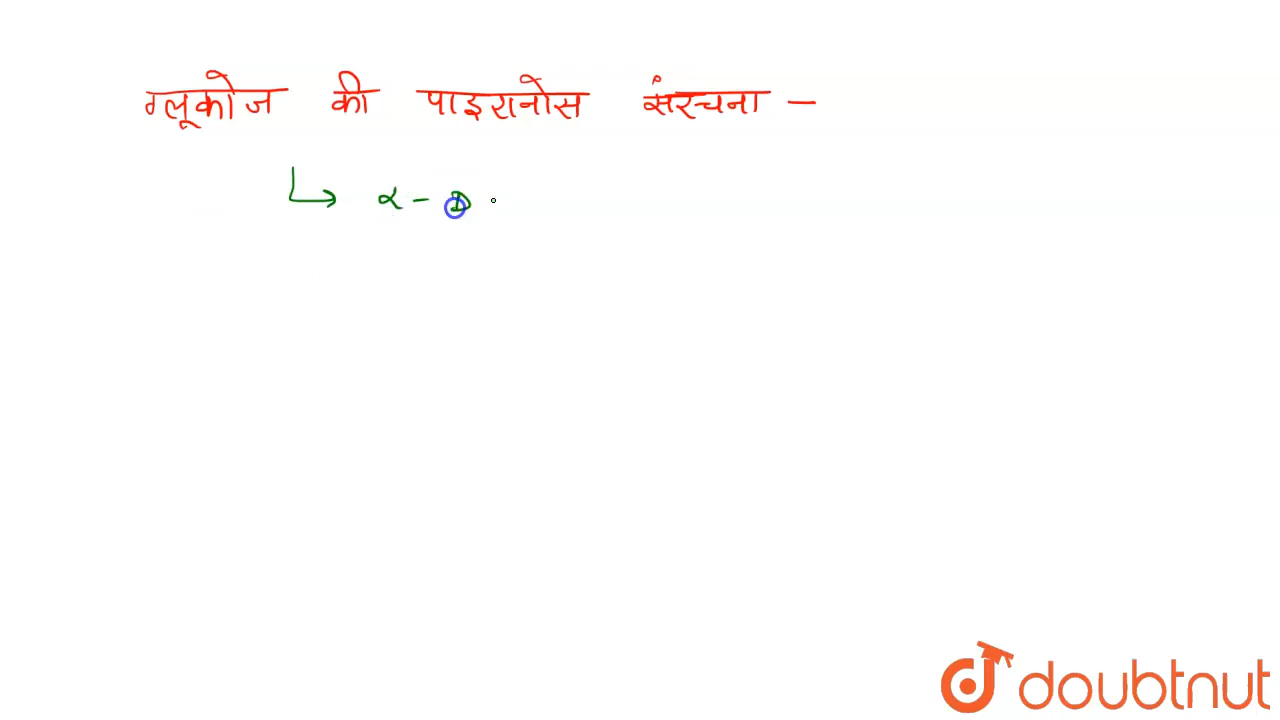 ग्लूकोज की पाइरानोस संरचना –
↳ α - D
doubtnut